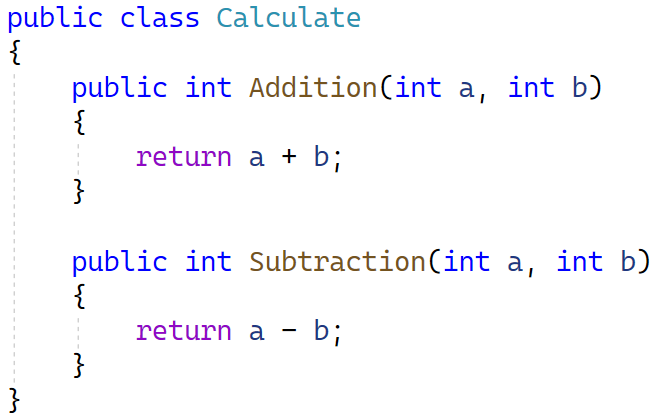 public class Calculate
{
    public int Addition(int a, int b)
    {
        return a + b;
    }

    public int Subtraction(int a, int b)
    {
        return a - b;
    }
}